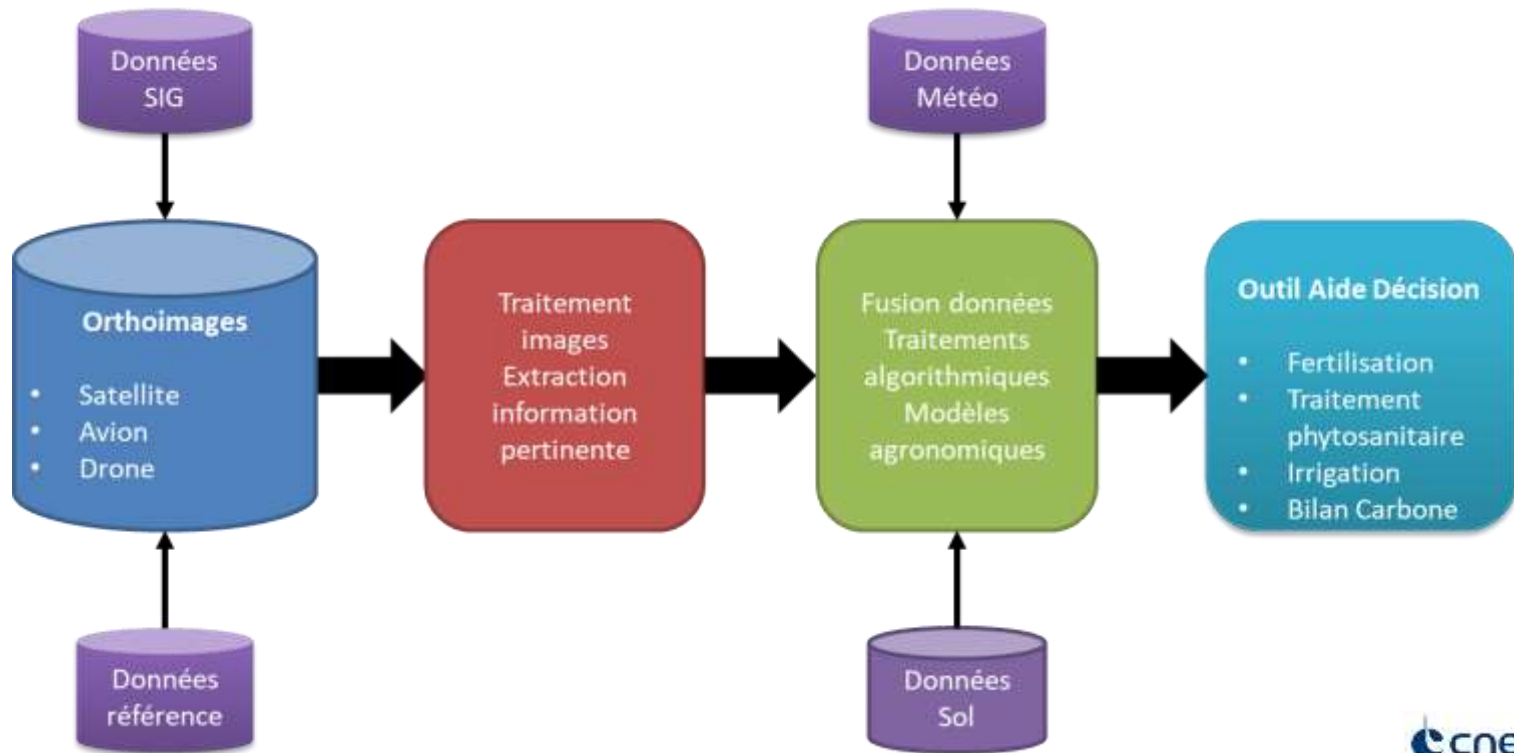 Données
SIG
Données
Météo
Orthoimages
• Satellite
• Avion
• Drone
Traitement
images
Extraction
information
pertinente
Fusion données
Traitements
algorithmiques
Modèles
agronomiques
Outil Aide Décision
• Fertilisation
• Traitement
phytosanitaire
• Irrigation
• Bilan Carbone
Données
référence
Données
Sol
cne